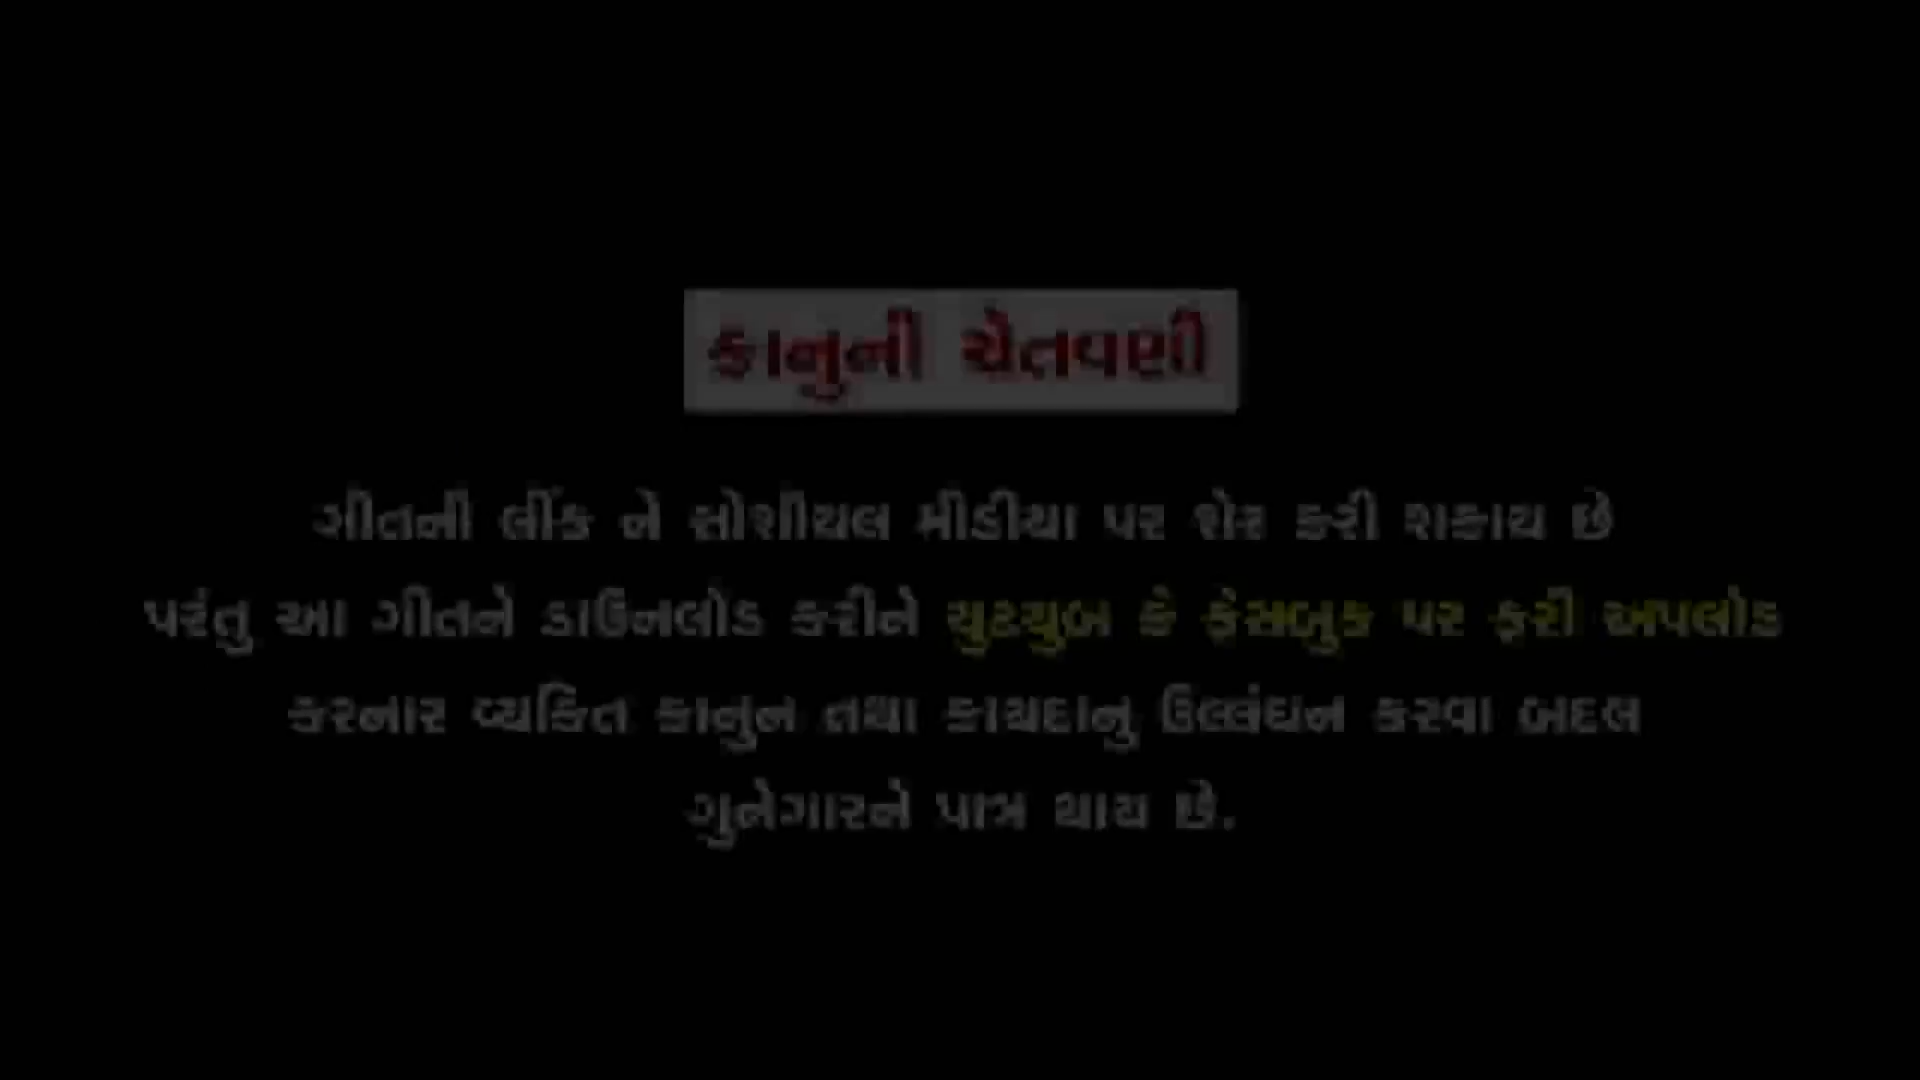 કાનુની ચેતવણી
ગીતની લીંક ને સોશીયલ મીડીયા પર શેર કરી શકાય છે
પરંતુ આ ગીતને ડાઉનલોડ કરીને યુટયુબ કે ફેસબુક પર ફરી અપલોડ
કરનાર વ્યકિત કાનુન તથા કાયદાનુ ઉલ્લંઘન કરવા બદલ
ગુનેગારને પાત્ર થાય છે.